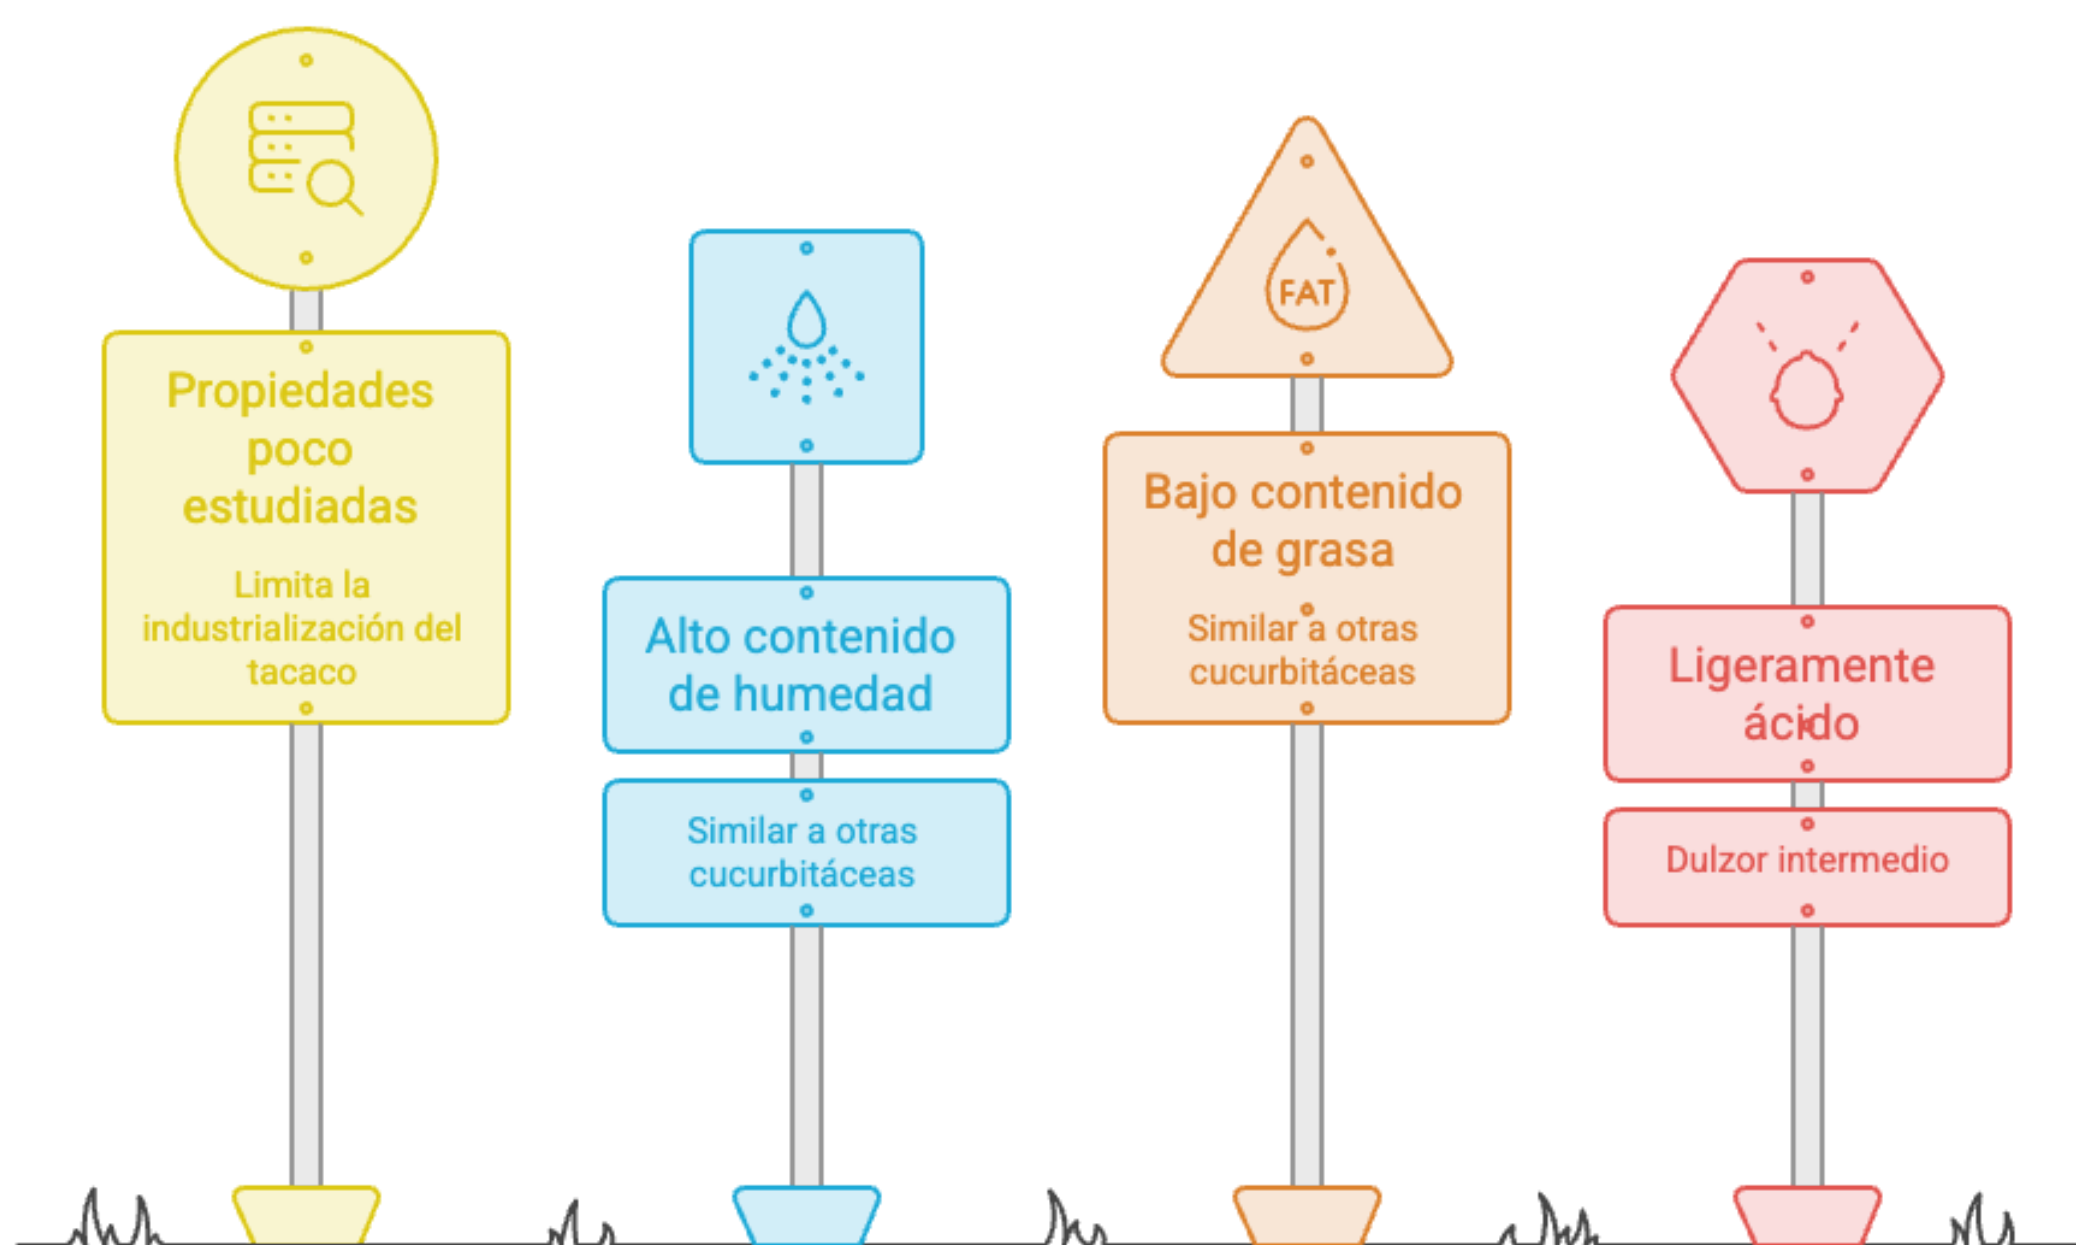 Propiedades
poco
estudiadas
Limita la
industrialización del
tacaco
Alto contenido
de humedad
Similar a otras
cucurbitáceas
FAT
Bajo contenido
de grasa
Similar a otras
cucurbitáceas
Ligeramente
ácido
Dulzor intermedio